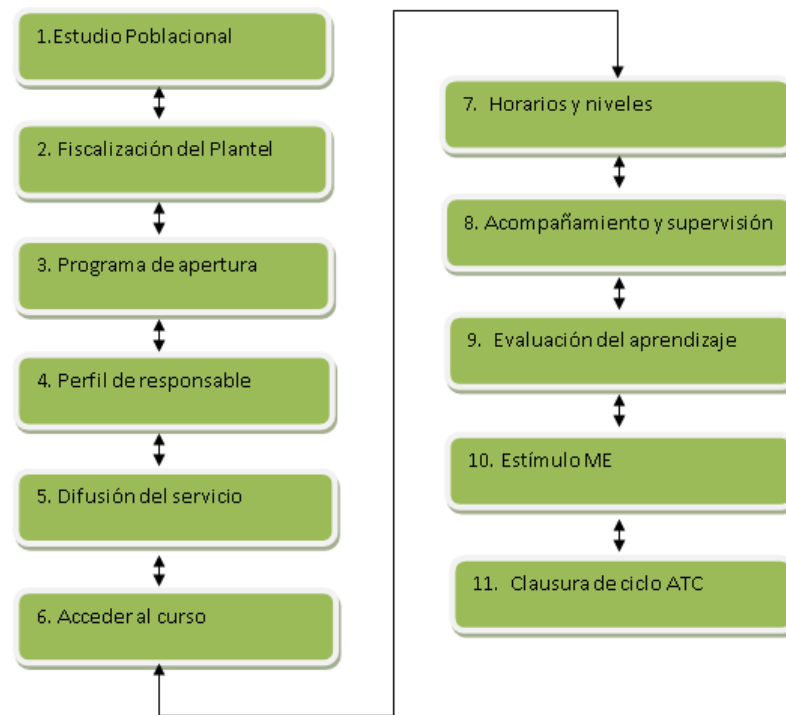 1.Estudio Poblacional
2. Fiscalización del Plantel
3. Programa de apertura
4. Perfil de responsable
5. Difusión del servicio
6. Acceder al curso
7. Horarios y niveles
8. Acompañamiento y supervisión
9. Evaluación del aprendizaje
10. Estímulo ME
11. Clausura de ciclo ATC